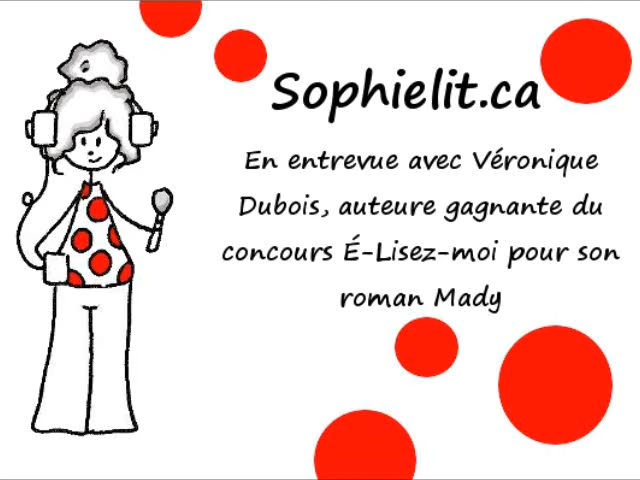 Sophielit.ca
En entrevue avec Véronique
Dubois, auteure gagnante du
concours É-Lisez-moi pour son
roman Mady